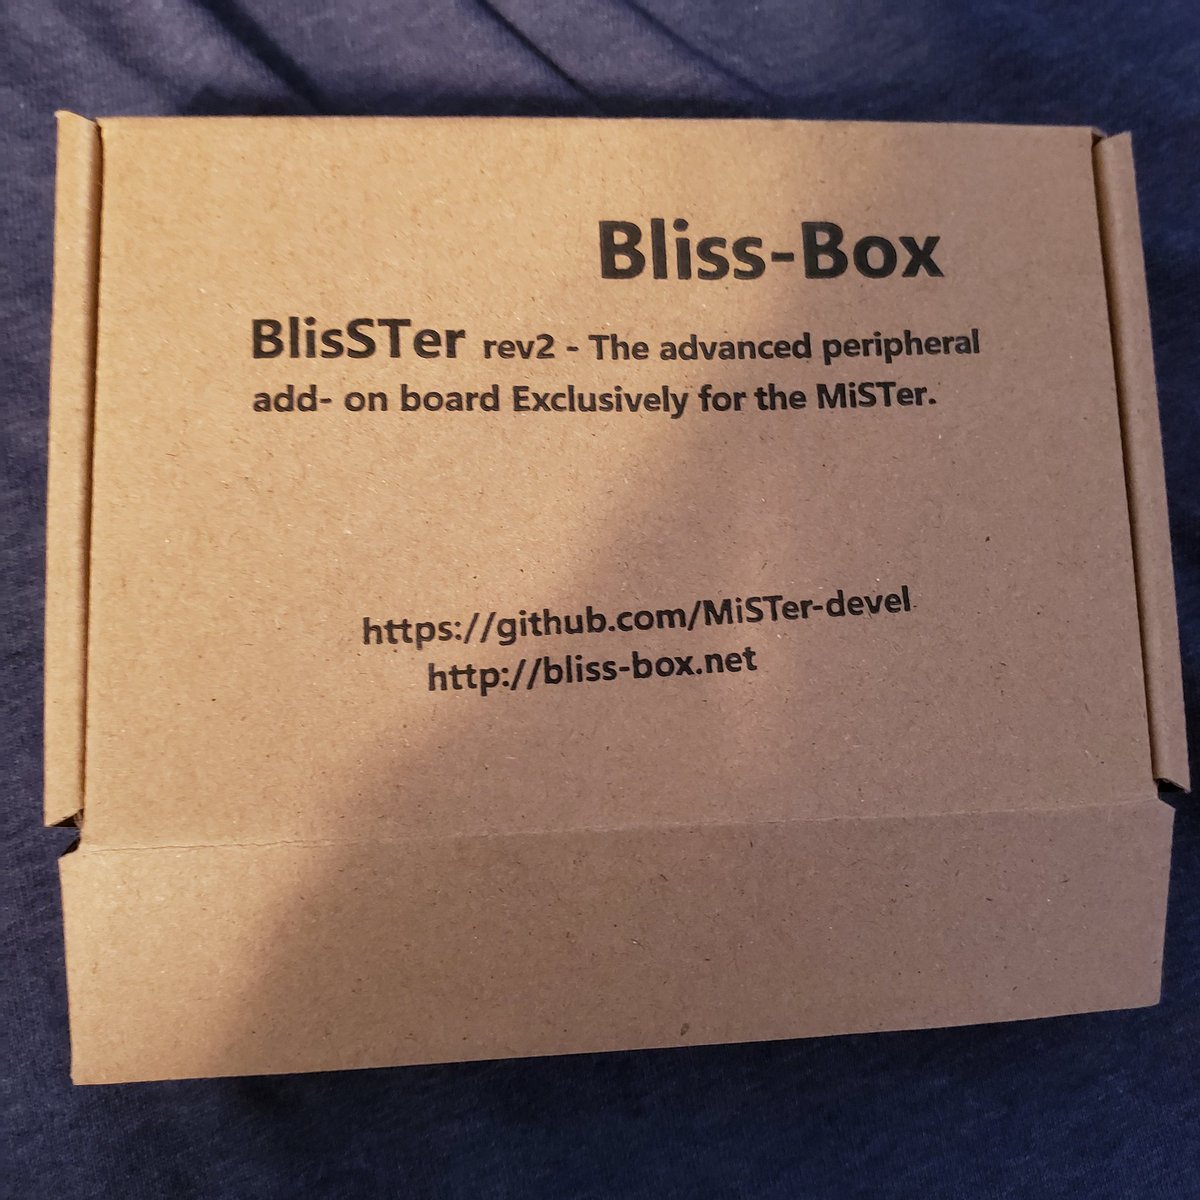 Bliss-Box
BlisSTer rev2 - The advanced peripheral
add- on board Exclusively for the MiSTer.
https://github.com/MiSTer-devel
http://bliss-box.net